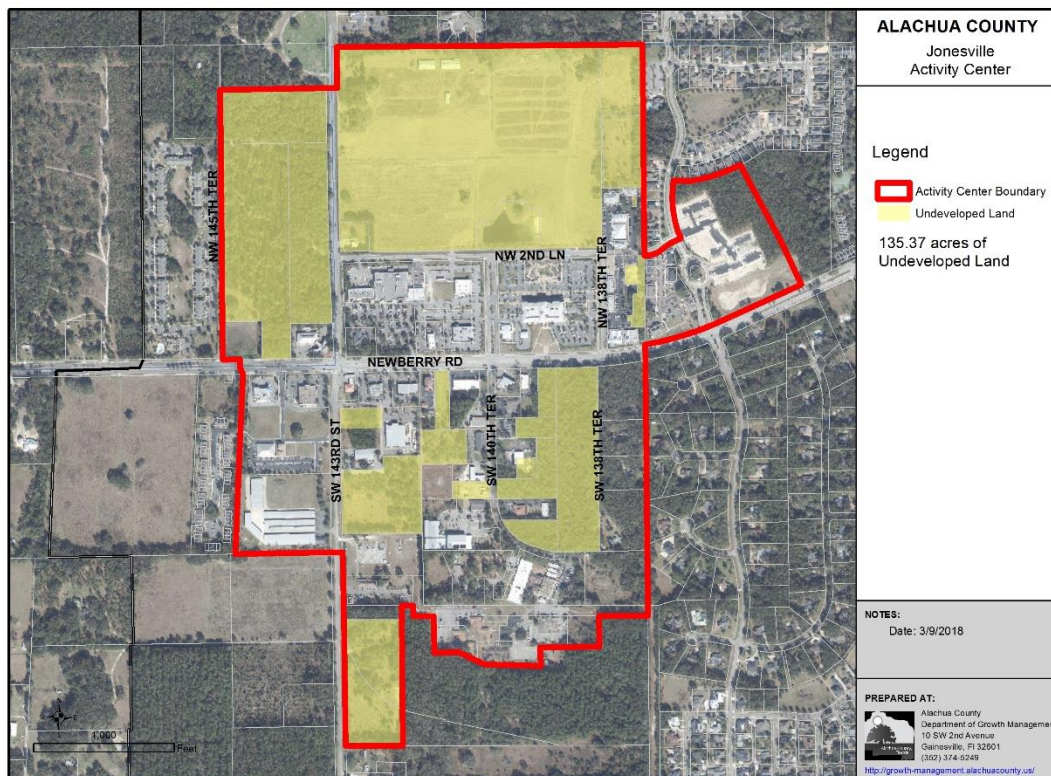 ALACHUA COUNTY
Jonesville
Activity Center
Legend
Activity Center Boundary
Undeveloped Land
135.37 acres of
Undeveloped Land
NW 145TH TER
NW 2ND LN
NW 138TH TER
NEWBERRY RD
SW 143RD ST
SW 140TH TER
SW 138TH TER
1,000
Feet
NOTES:
Date: 3/9/2018
PREPARED AT:
Alachua County
Department of Growth Managemen
10 SW 2nd Avenue
Gainesville, Fl 32601
(352) 374-5249
http://growth-management.alachuacounty.us/